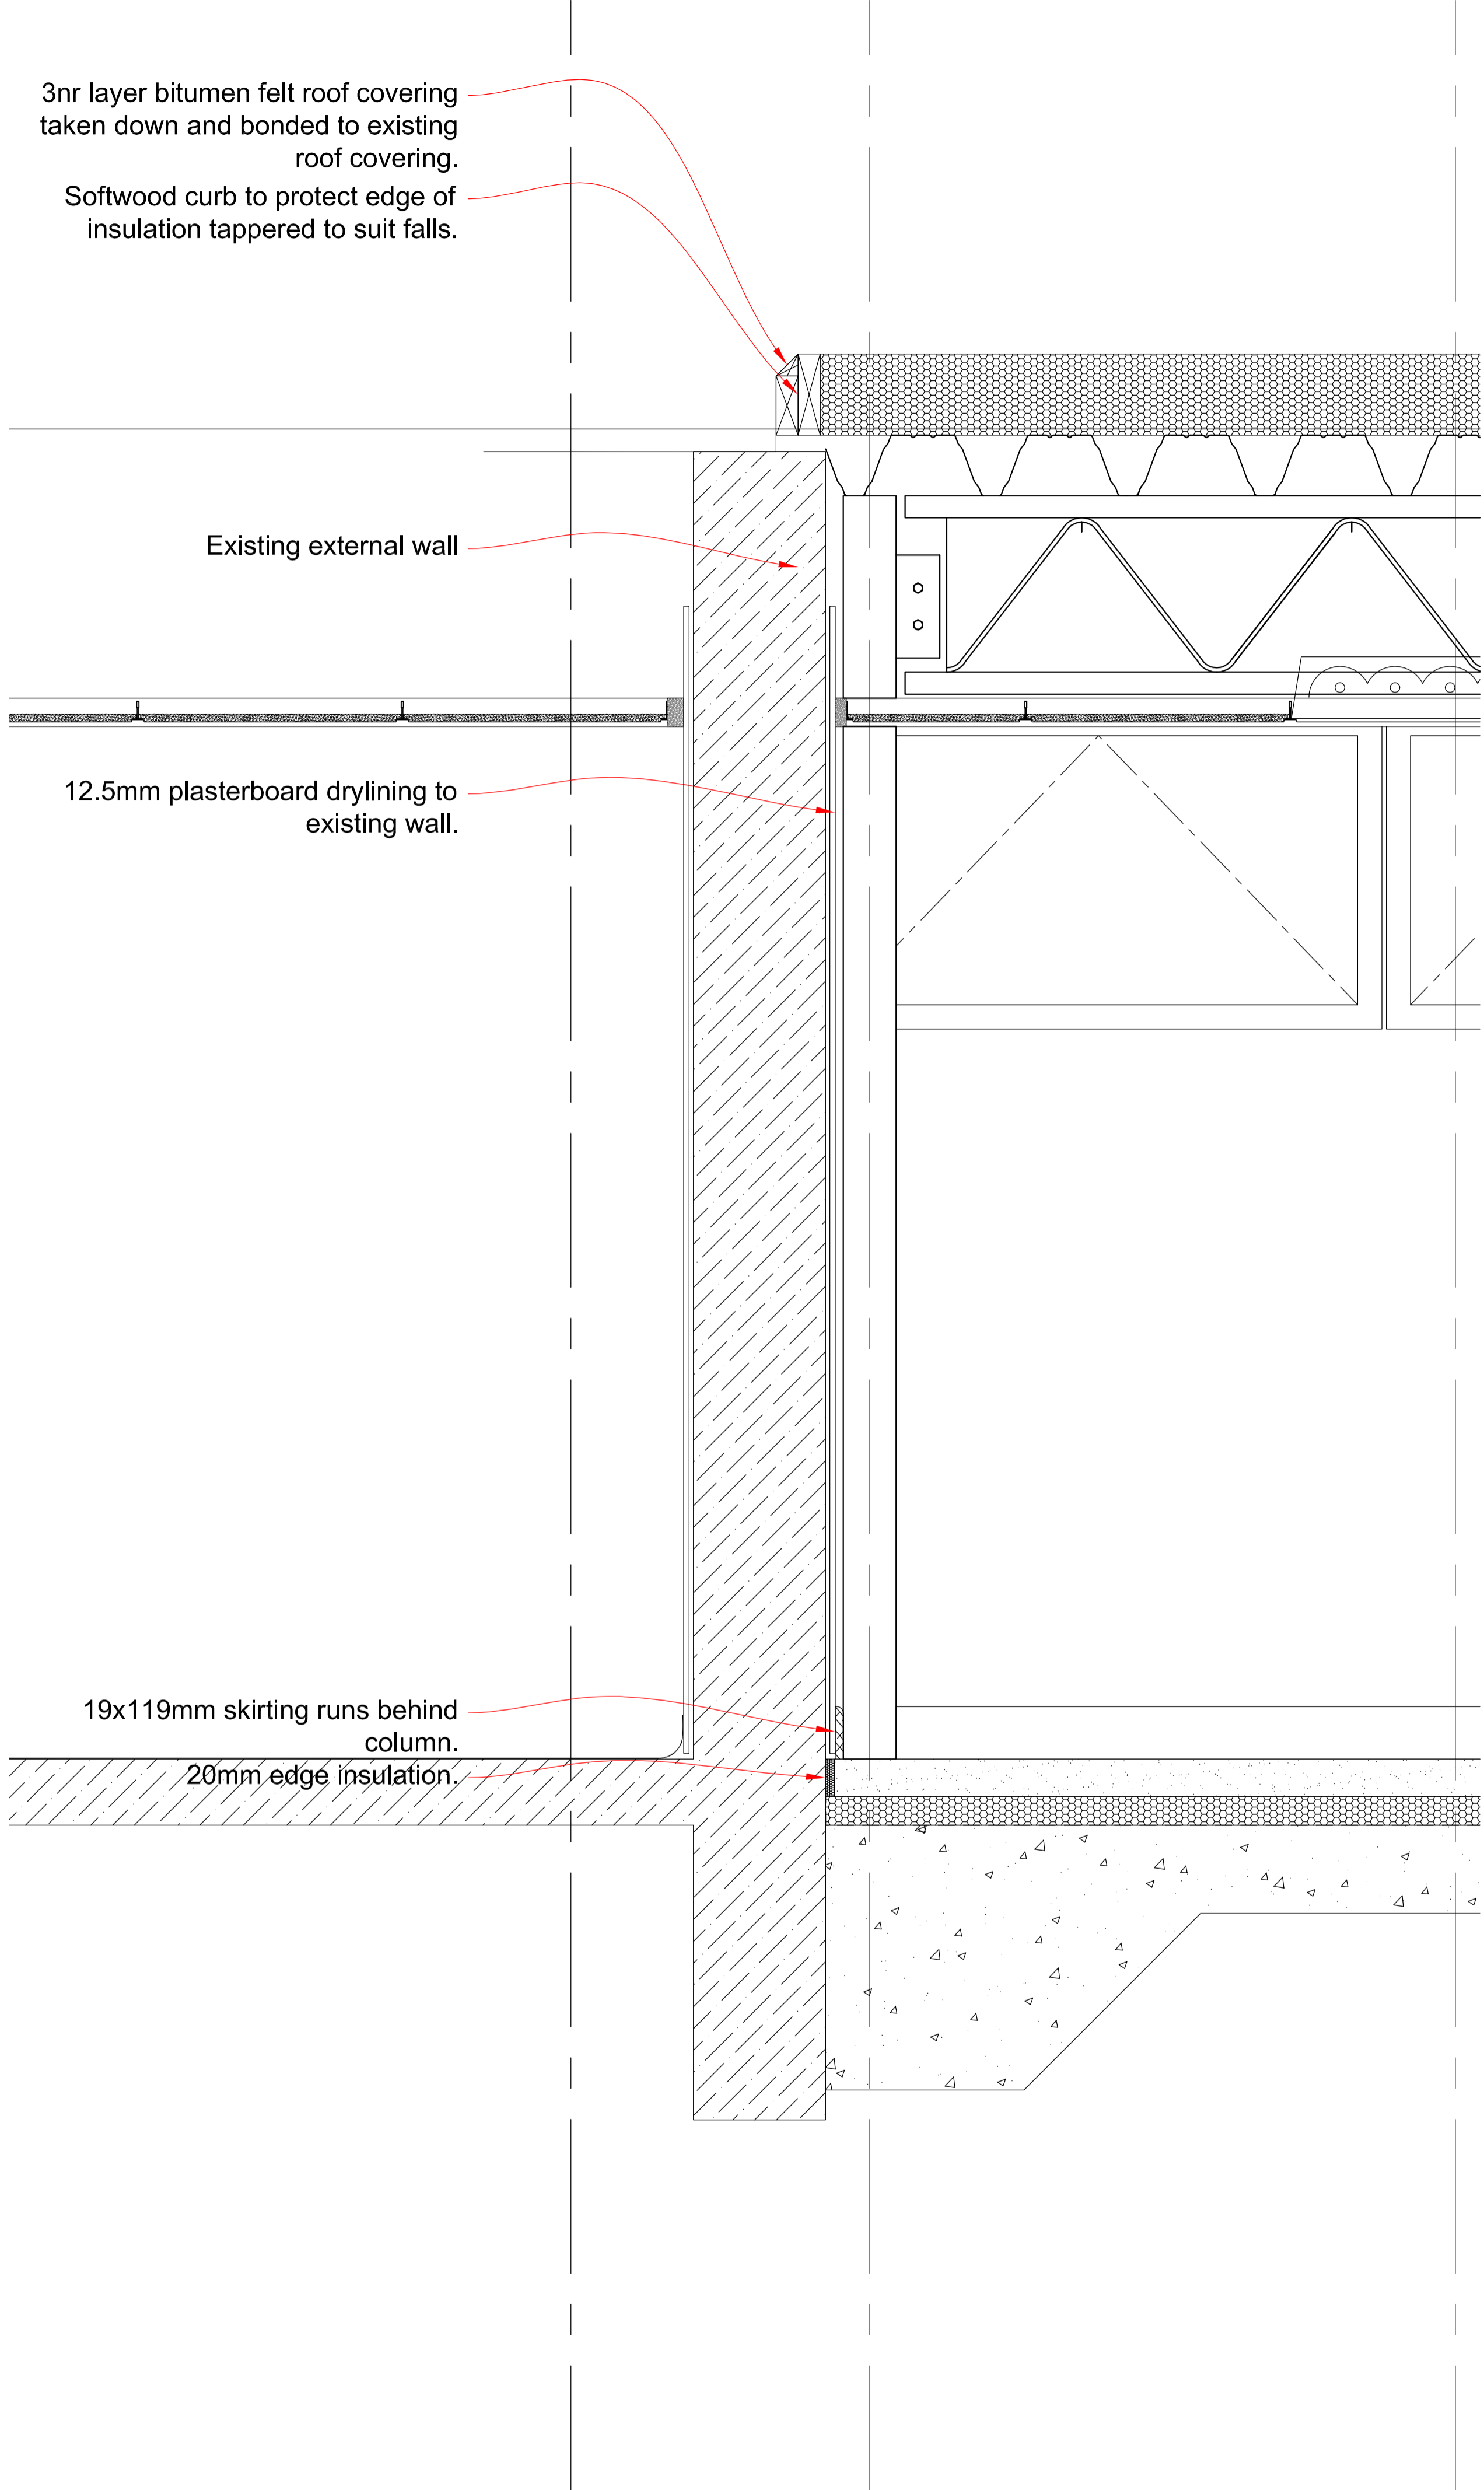 3nr layer bitumen felt roof covering
taken down and bonded to existing
roof covering.
Softwood curb to protect edge of
insulation tappered to suit falls.
Existing external wall
12.5mm plasterboard drylining to
existing wall.
19x119mm skirting runs behind
column.
20mm edge insulation.